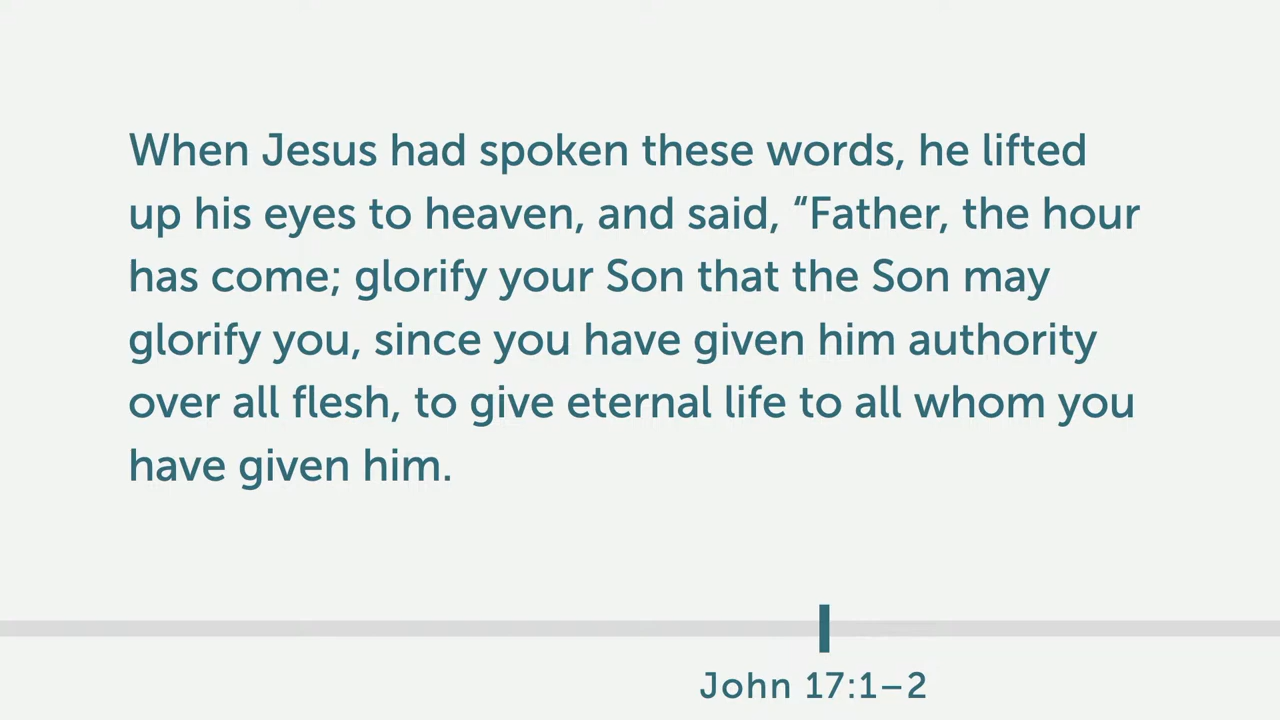 When Jesus had spoken these words, he lifted
up his eyes to heaven, and said, “Father, the hour
has come; glorify your Son that the Son may
glorify you, since you have given him authority
over all flesh, to give eternal life to all whom you
have given him.
John 17:1–2